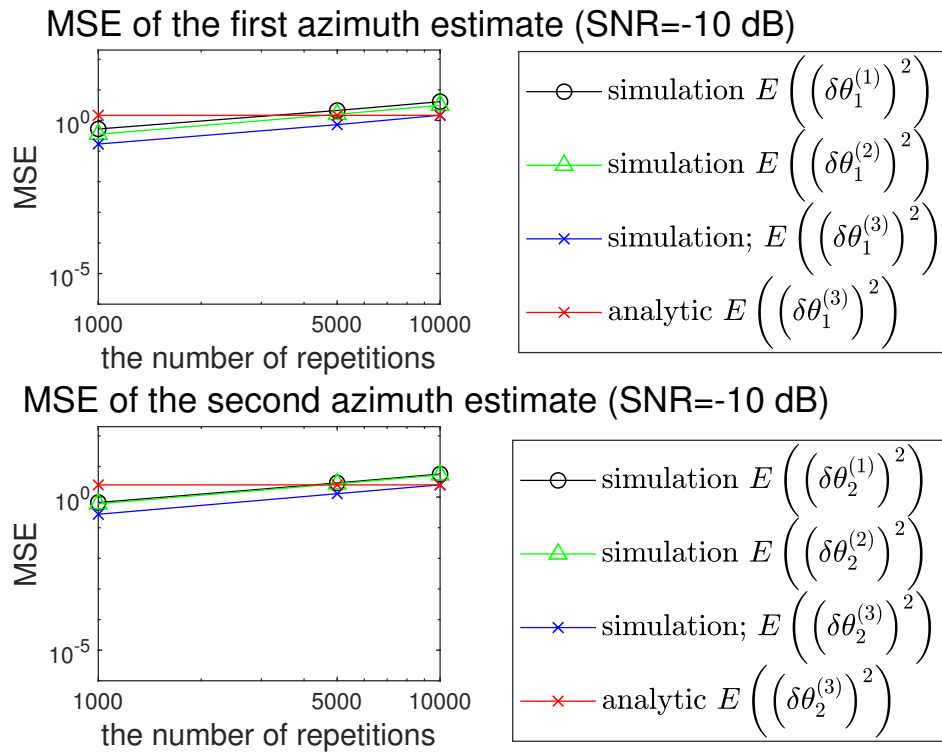 MSE of the first azimuth estimate (SNR=-10 dB)
MSE
10^0
10^-5
1000 5000 10000
the number of repetitions
simulation E((δθ_1^(1))^2)
simulation E((δθ_1^(2))^2)
simulation; E((δθ_1^(3))^2)
analytic E((δθ_1^(3))^2)
MSE of the second azimuth estimate (SNR=-10 dB)
MSE
10^0
10^-5
1000 5000 10000
the number of repetitions
simulation E((δθ_2^(1))^2)
simulation E((δθ_2^(2))^2)
simulation; E((δθ_2^(3))^2)
analytic E((δθ_2^(3))^2)